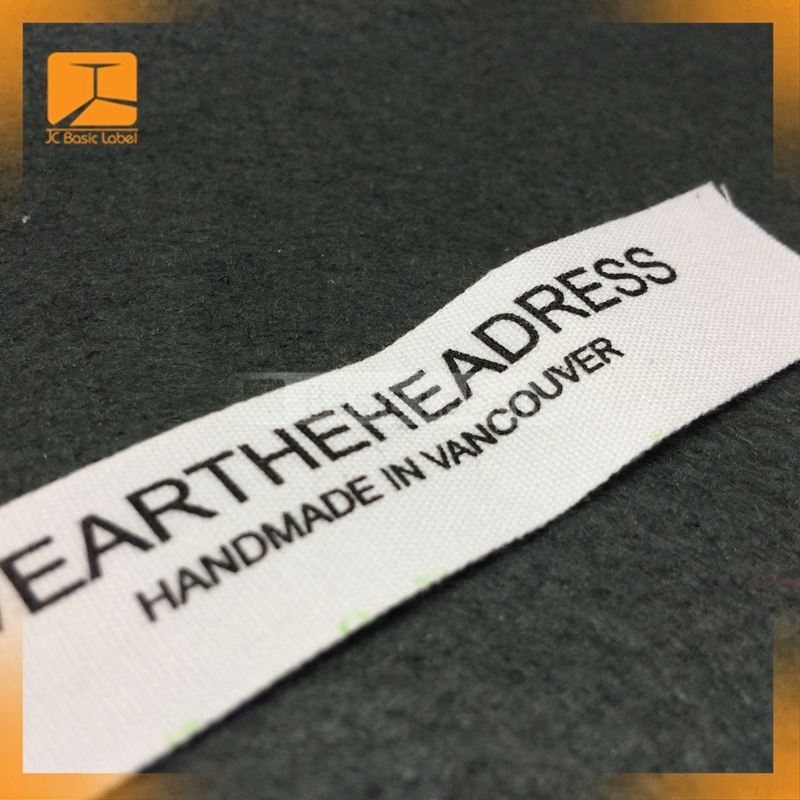 JC Basic Label
EARTHEHEADRESS
HANDMADE IN VANCOUVER